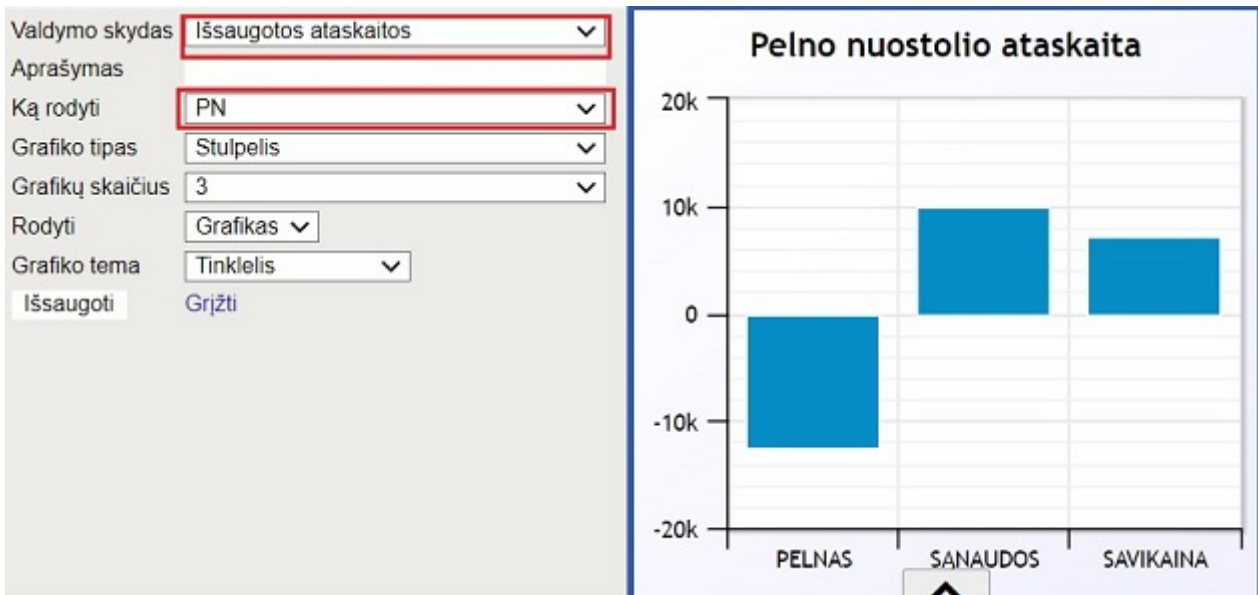 Valdymo skydas Išsaugotos ataskaitos
Aprašymas
Ką rodyti PN
Grafiko tipas Stulpelis
Grafikų skaičius 3
Rodyti Grafikas
Grafiko tema Tinklelis
Išsaugoti Grįžti
Pelno nuostolio ataskaita
20k
10k
0
-10k
-20k
PELNAS SĄNAUDOS SAVIKAINA